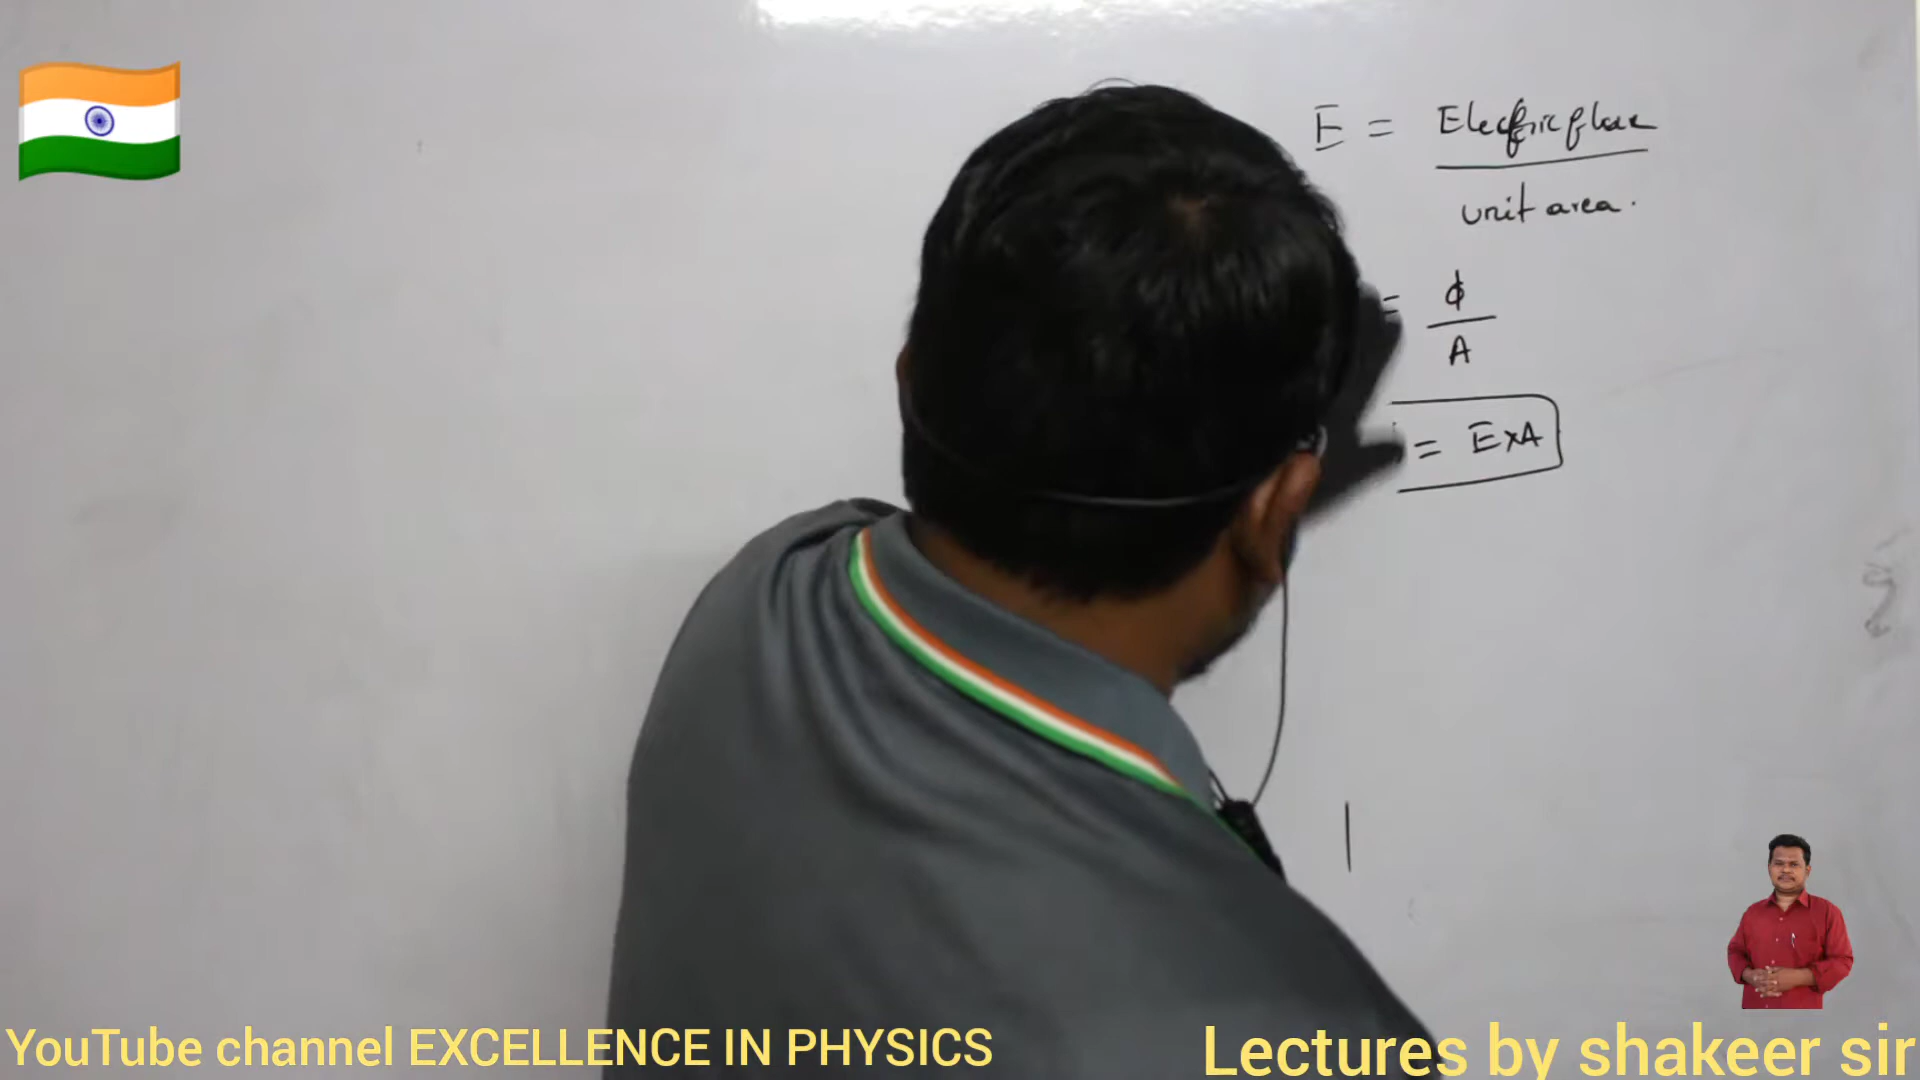 E = Electric flux
unit area.
= ϕ
A
= E×A
YouTube channel EXCELLENCE IN PHYSICS
Lectures by shakeer sir